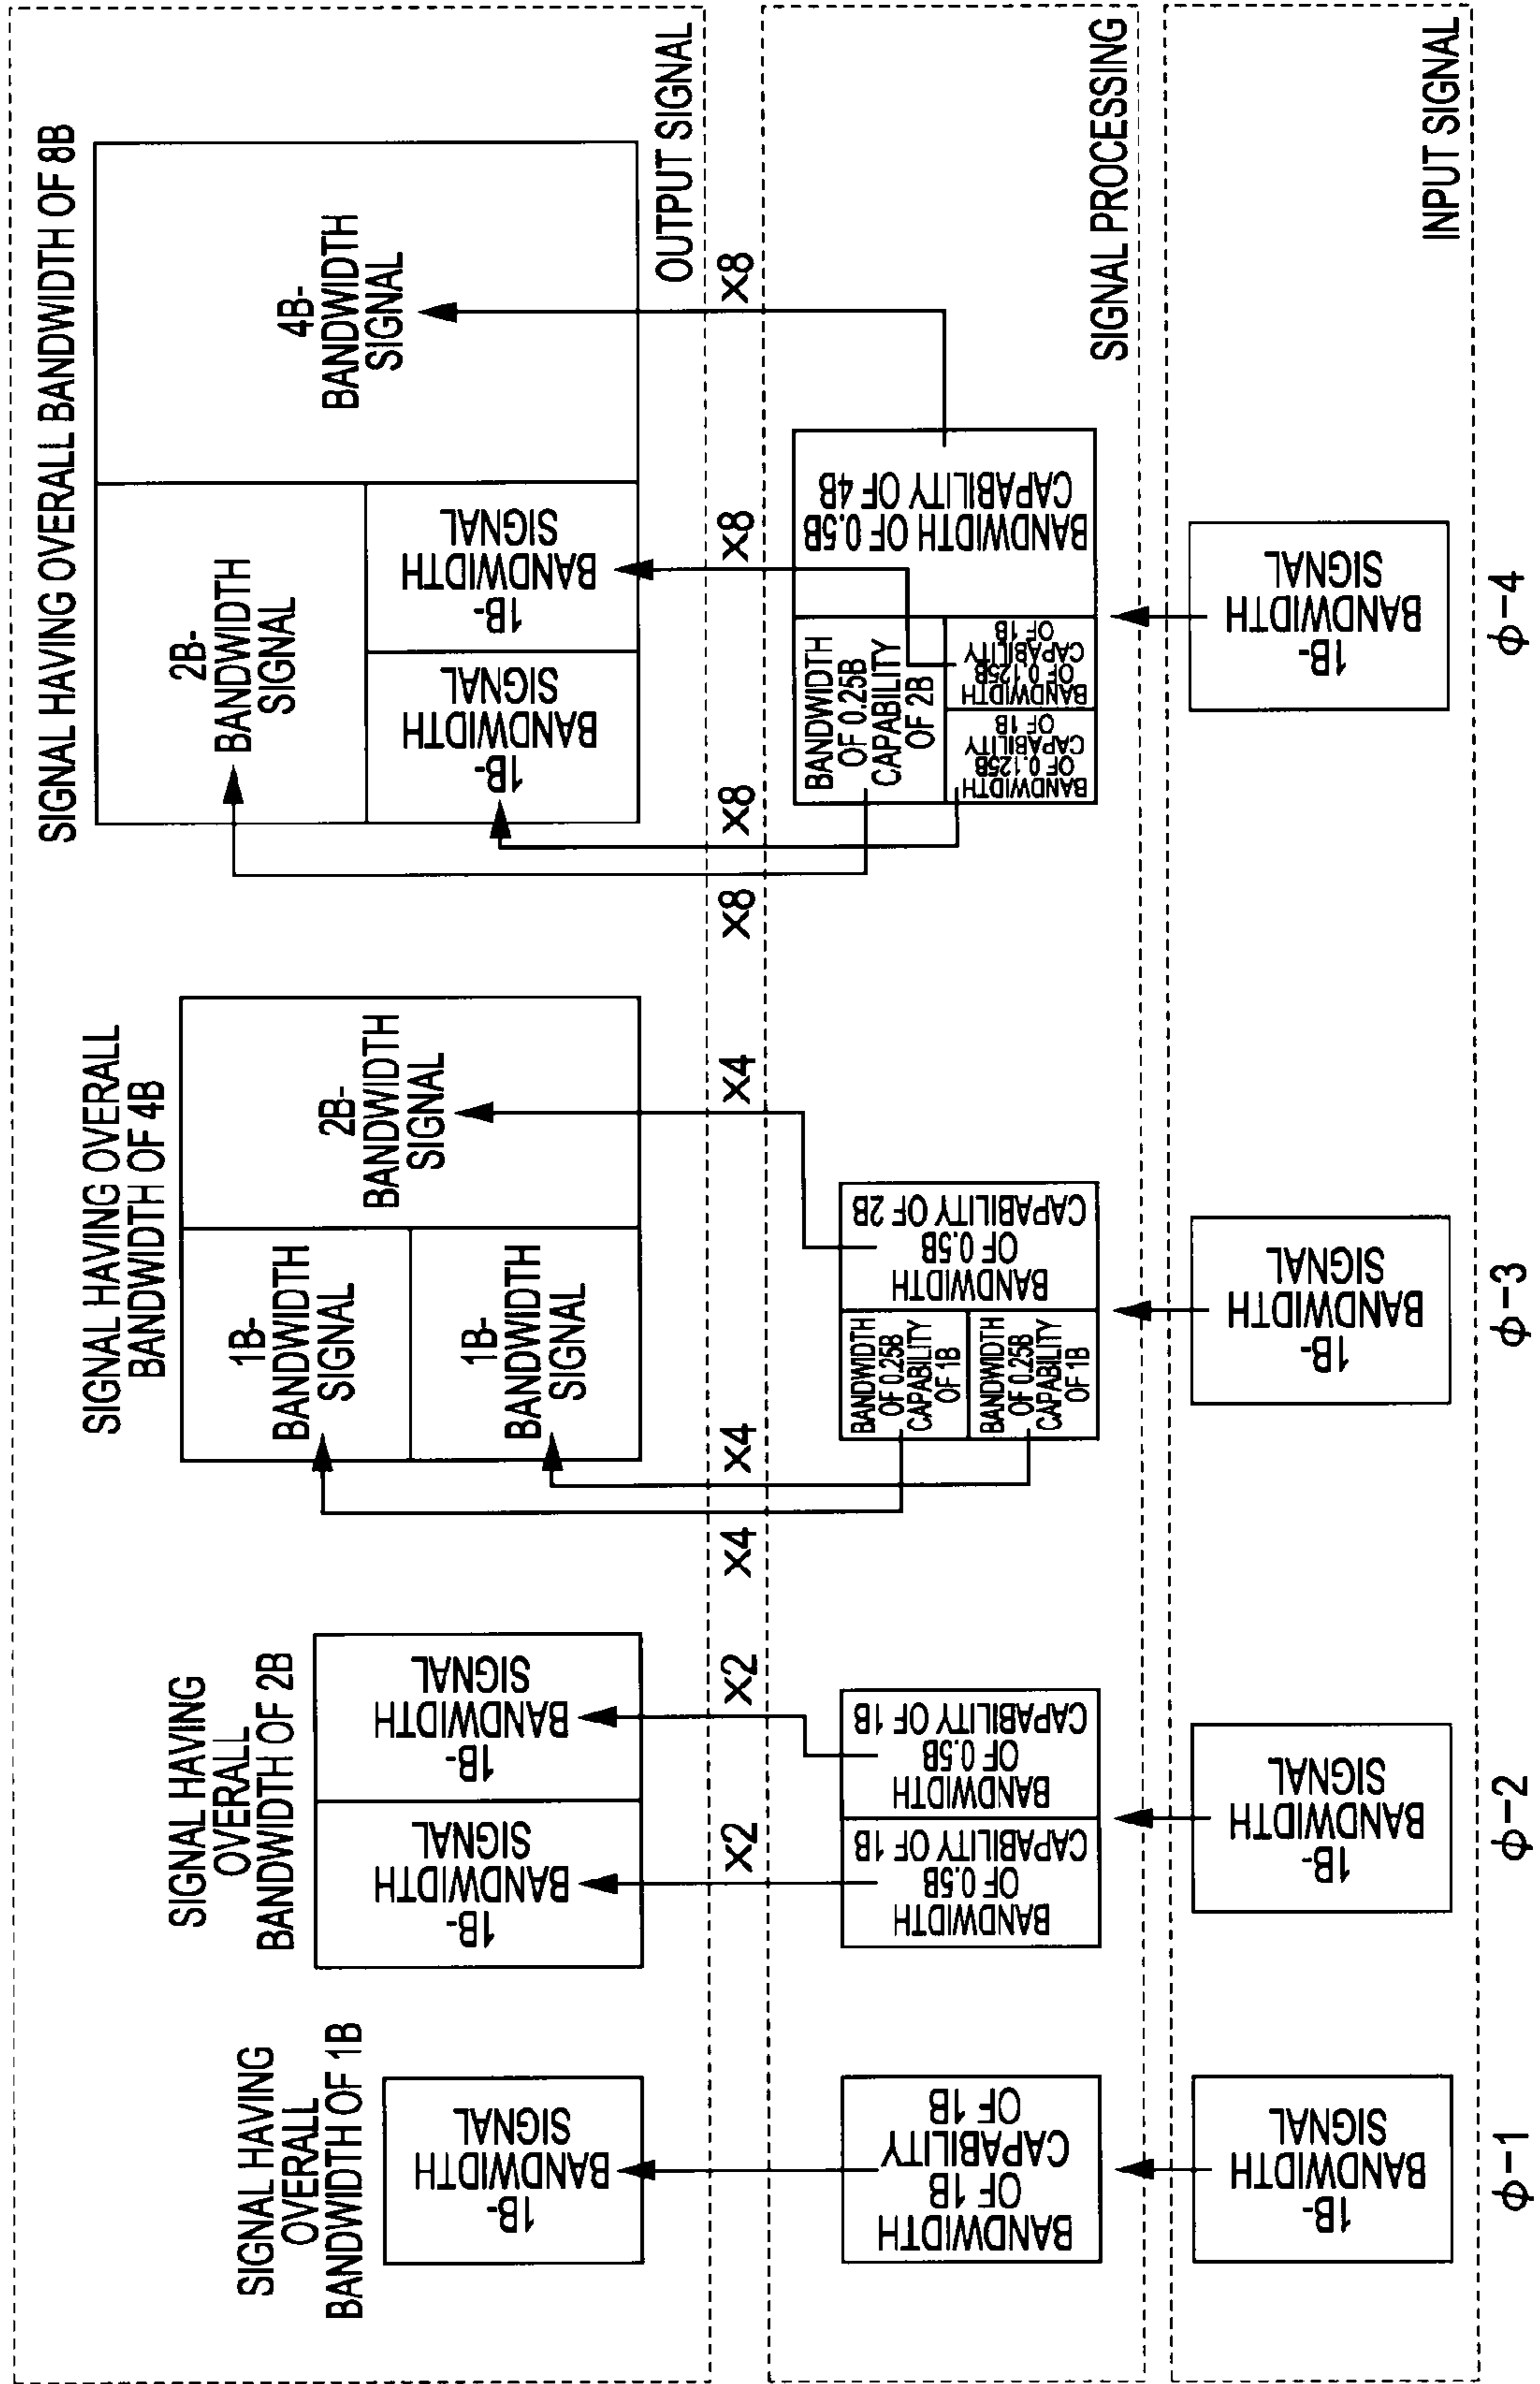 SIGNAL HAVING
OVERALL
BANDWIDTH OF 1B
1B-
BANDWIDTH
SIGNAL
SIGNAL HAVING
OVERALL
BANDWIDTH OF 2B
1B-
BANDWIDTH
SIGNAL
1B-
BANDWIDTH
SIGNAL
SIGNAL HAVING OVERALL
BANDWIDTH OF 4B
1B-
BANDWIDTH
SIGNAL
1B-
BANDWIDTH
SIGNAL
2B-
BANDWIDTH
SIGNAL
SIGNAL HAVING OVERALL BANDWIDTH OF 8B
2B-
BANDWIDTH
SIGNAL
1B-
BANDWIDTH
SIGNAL
1B-
BANDWIDTH
SIGNAL
4B-
BANDWIDTH
SIGNAL
OUTPUT SIGNAL
x2
x2
x4
x4
x4
x8
x8
x8
x8
BANDWIDTH
OF 1B
CAPABILITY
OF 1B
BANDWIDTH
OF 0.5B
CAPABILITY OF 1B
BANDWIDTH
OF 0.5B
CAPABILITY OF 1B
BANDWIDTH
OF 0.25B
CAPABILITY
OF 1B
BANDWIDTH
OF 0.25B
CAPABILITY
OF 1B
BANDWIDTH
OF 0.5B
CAPABILITY OF 2B
BANDWIDTH
OF 0.25B
CAPABILITY
OF 2B
BANDWIDTH
OF 0.125B
CAPABILITY
OF 1B
BANDWIDTH
OF 0.125B
CAPABILITY
OF 1B
BANDWIDTH OF 0.5B
CAPABILITY OF 4B
SIGNAL PROCESSING
1B-
BANDWIDTH
SIGNAL
1B-
BANDWIDTH
SIGNAL
1B-
BANDWIDTH
SIGNAL
1B-
BANDWIDTH
SIGNAL
INPUT SIGNAL
φ-1
φ-2
φ-3
φ-4